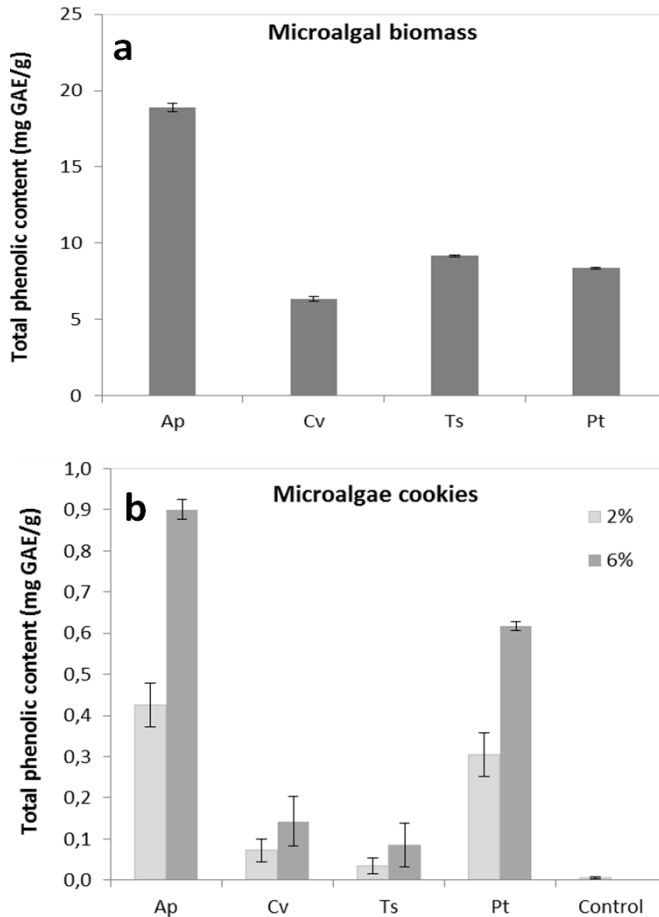 Microalgal biomass
a
Total phenolic content (mg GAE/g)
25
20
15
10
5
0
Ap Cv Ts Pt
Microalgae cookies
b
2%
6%
Total phenolic content (mg GAE/g)
1,0
0,9
0,8
0,7
0,6
0,5
0,4
0,3
0,2
0,1
0,0
Ap Cv Ts Pt Control